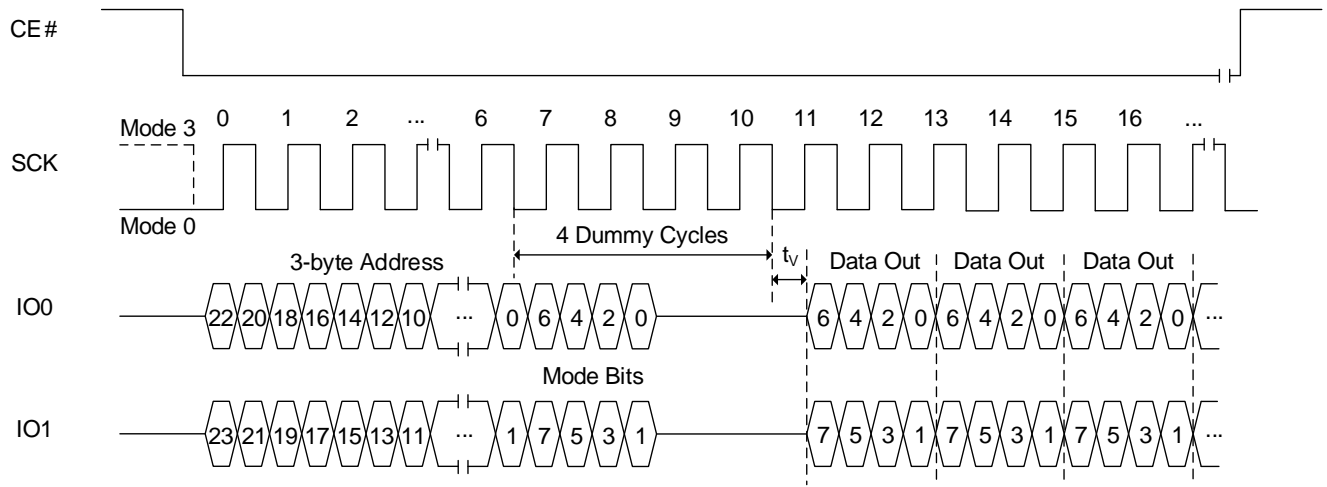 CE#
Mode 3
0 1 2 ... 6 7 8 9 10 11 12 13 14 15 16 ...
SCK
Mode 0
4 Dummy Cycles
3-byte Address tV Data Out Data Out Data Out
IO0 22 20 18 16 14 12 10 ... 0 6 4 2 0 6 4 2 0 6 4 2 0 6 4 2 0 ...
Mode Bits
IO1 23 21 19 17 15 13 11 ... 1 7 5 3 1 7 5 3 1 7 5 3 1 7 5 3 1 ...